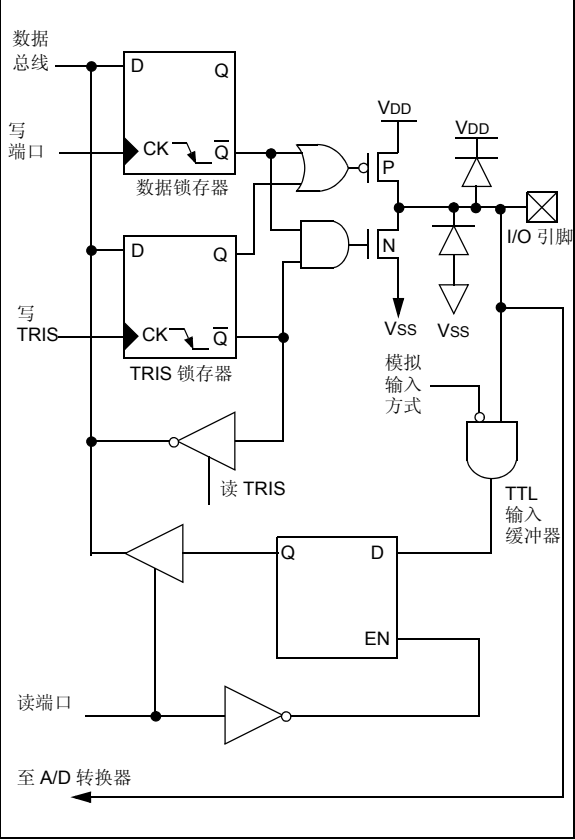 数据
总线
D
Q
VDD
写
端口
CK
Q
P
VDD
数据锁存器
I/O 引脚
D
Q
N
写
TRIS
CK
Q
VSS
VSS
TRIS 锁存器
模拟
输入
方式
读 TRIS
TTL
输入
缓冲器
Q
D
EN
读端口
至 A/D 转换器